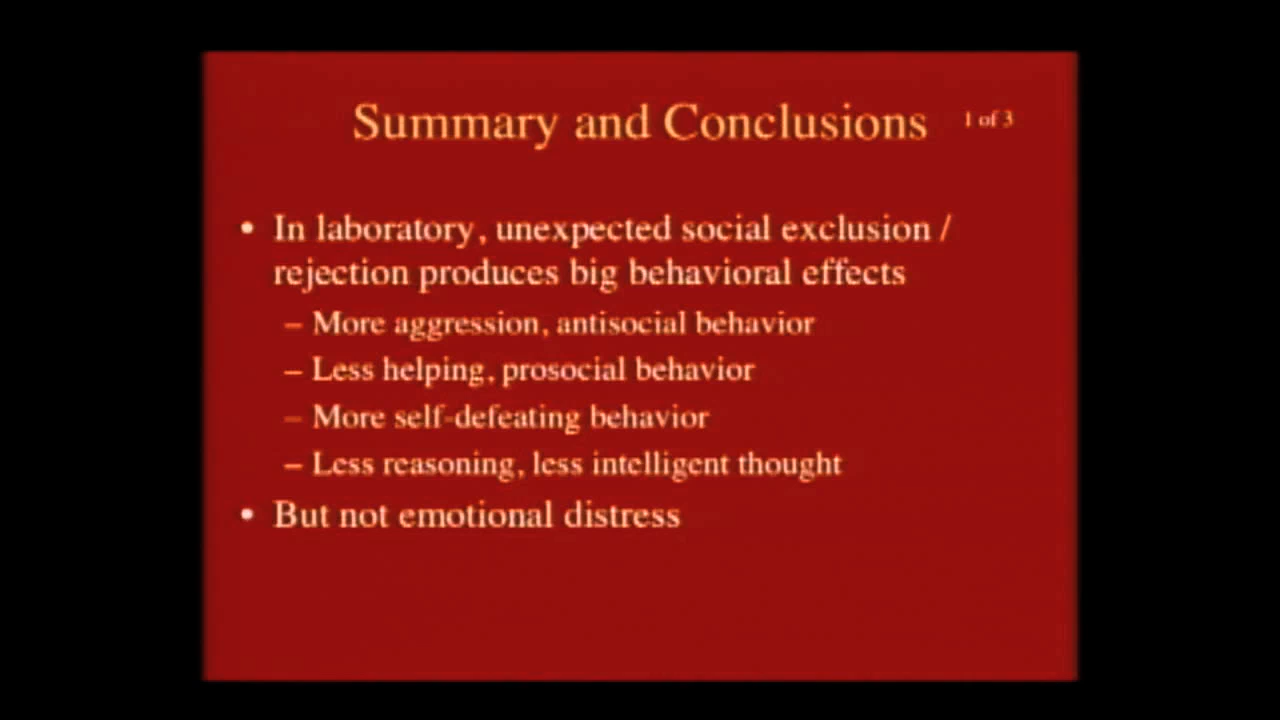 Summary and Conclusions 1 of 3
• In laboratory, unexpected social exclusion /
rejection produces big behavioral effects
– More aggression, antisocial behavior
– Less helping, prosocial behavior
– More self-defeating behavior
– Less reasoning, less intelligent thought
• But not emotional distress